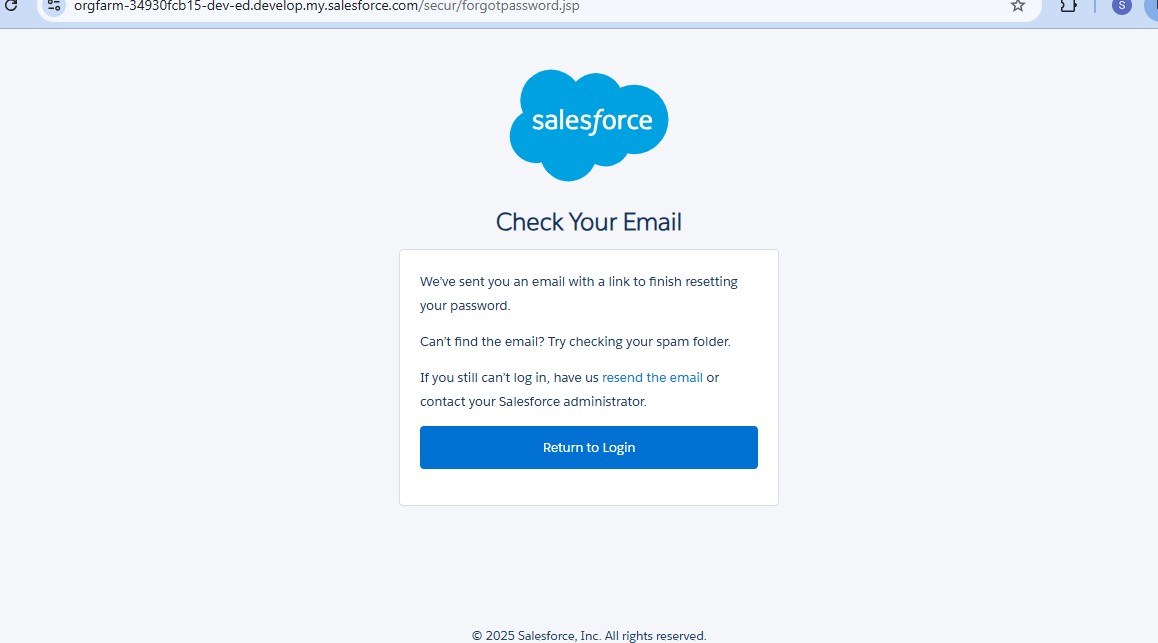 orgfarm-34930fcb15-dev-ed.develop.my.salesforce.com/secur/forgotpassword.jsp
S
salesforce
Check Your Email
We've sent you an email with a link to finish resetting
your password.
Can't find the email? Try checking your spam folder.
If you still can't log in, have us resend the email or
contact your Salesforce administrator.
Return to Login
© 2025 Salesforce, Inc. All rights reserved.